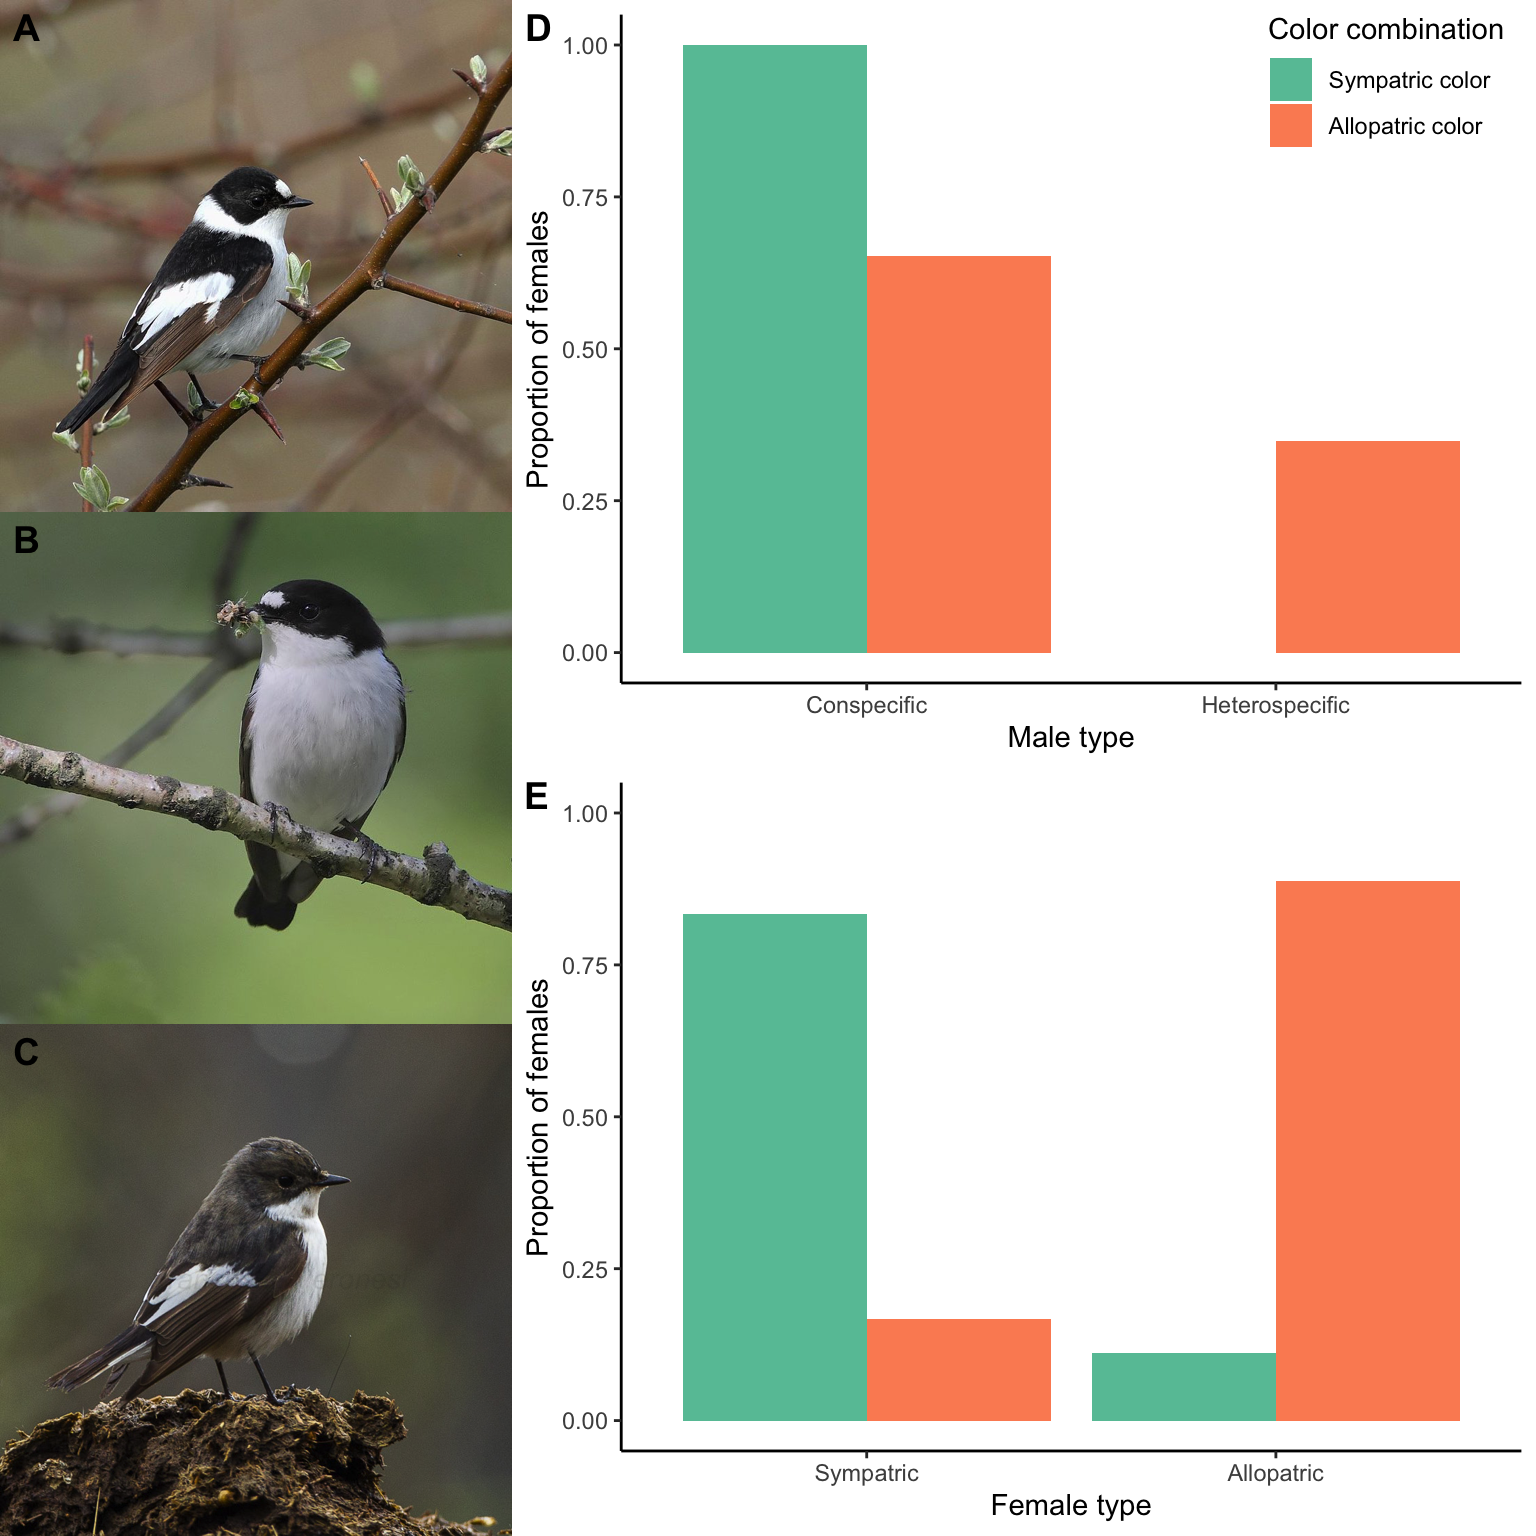 A
B
C
D
Color combination
Sympatric color
Allopatric color
1.00
0.75
0.50
0.25
0.00
Proportion of females
Conspecific
Heterospecific
Male type
E
1.00
0.75
0.50
0.25
0.00
Proportion of females
Sympatric
Allopatric
Female type